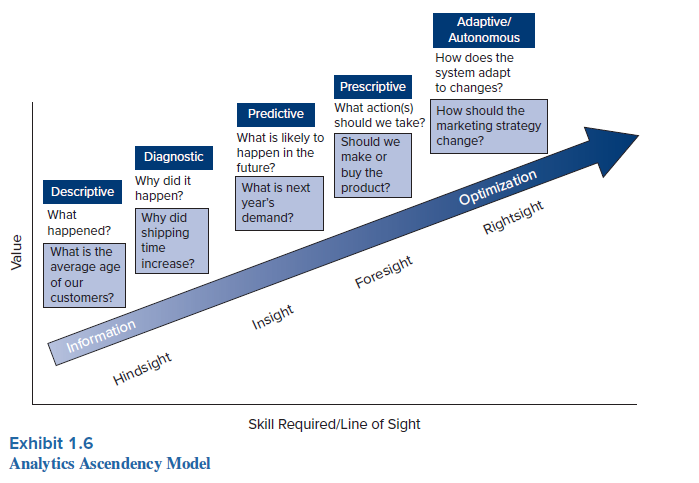 Adaptive/
Autonomous
How does the
system adapt
to changes?
How should the
marketing strategy
change?
Prescriptive
What action(s)
should we take?
Should we
make or
buy the
product?
Predictive
What is likely to
happen in the
future?
What is next
year's
demand?
Diagnostic
Why did it
happen?
Why did
shipping
time
increase?
Descriptive
What
happened?
What is the
average age
of our
customers?
Value
Information
Optimization
Hindsight
Insight
Foresight
Rightsight
Skill Required/Line of Sight
Exhibit 1.6
Analytics Ascendency Model